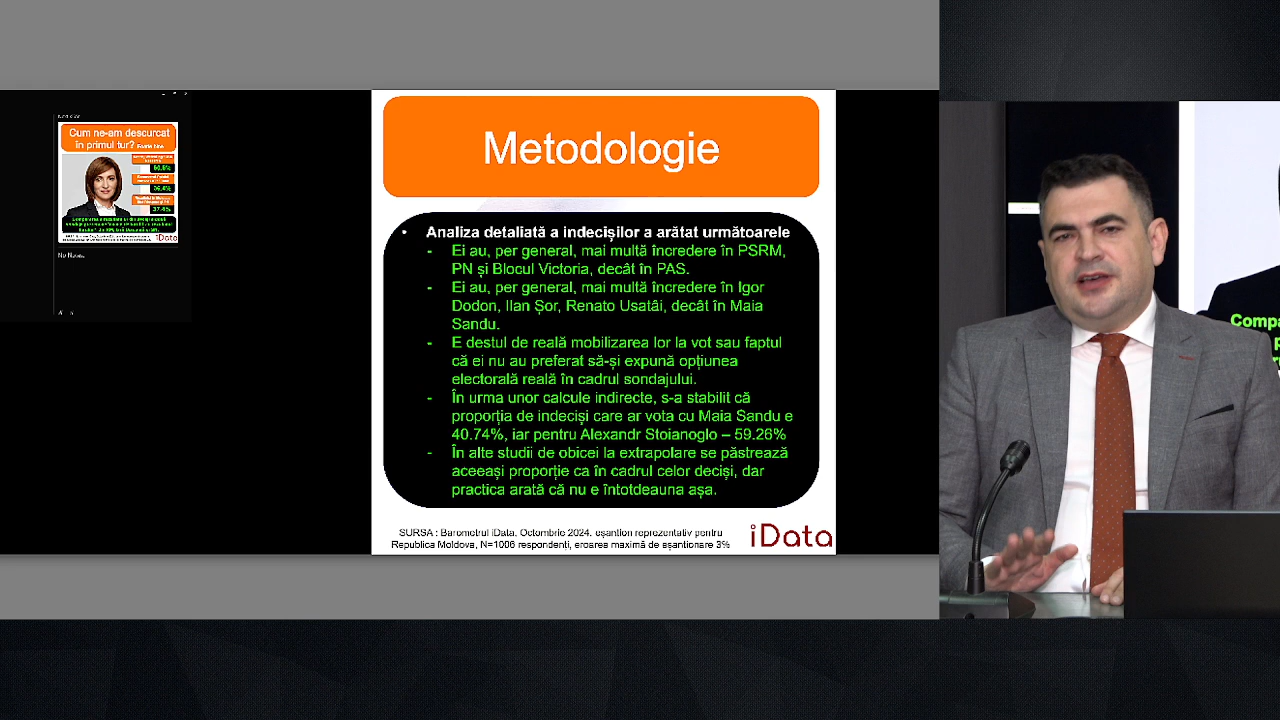 Cum ne-am descurcat
în primul tur?
60,6%
No Notes
Metodologie
• Analiza detaliată a indecișilor a arătat următoarele
- Ei au, per general, mai multă încredere în PSRM,
PN și Blocul Victoria, decât în PAS.
- Ei au, per general, mai multă încredere în Igor
Dodon, Ilan Șor, Renato Usatâi, decât în Maia
Sandu.
- E destul de reală mobilizarea lor la vot sau faptul
că ei nu au preferat să-și expună opțiunea
electorală reală în cadrul sondajului.
- În urma unor calcule indirecte, s-a stabilit că
proporția de indeciși care ar vota cu Maia Sandu e
40.74%, iar pentru Alexandr Stoianoglo – 59.26%
- În alte studii de obicei la extrapolare se păstrează
aceeași proporție ca în cadrul celor deciși, dar
practica arată că nu e întotdeauna așa.
SURSA : Barometrul iData, Octombrie 2024, eșantion reprezentativ pentru
Republica Moldova, N=1006 respondenți, eroarea maximă de eșantionare 3%
iData
Compa